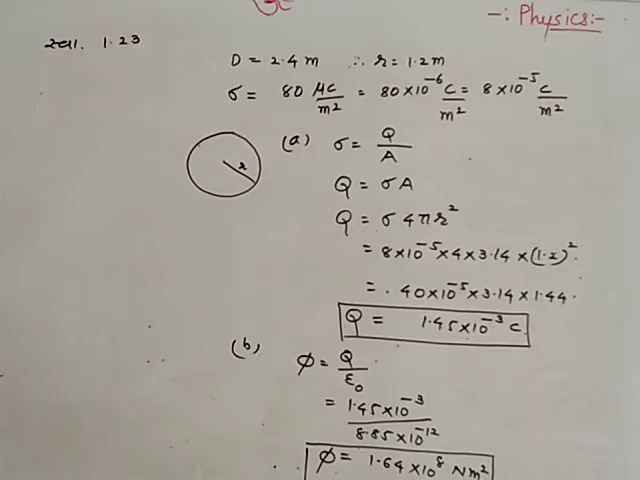 -: Physics:-
स्वा. 1.23
D = 2.4 m ∴ r = 1.2 m
σ = 80 μC/m² = 80×10⁻⁶ C/m² = 8×10⁻⁵ C/m²
r
(a) σ = Q/A
Q = σA
Q = σ 4πr²
= 8×10⁻⁵×4×3.14×(1.2)².
= . 40×10⁻⁵×3.14×1.44.
Q = 1.45×10⁻³ C
(b) φ = Q/ε₀
= 1.45×10⁻³/8.85×10⁻¹²
φ = 1.64×10⁸ Nm²